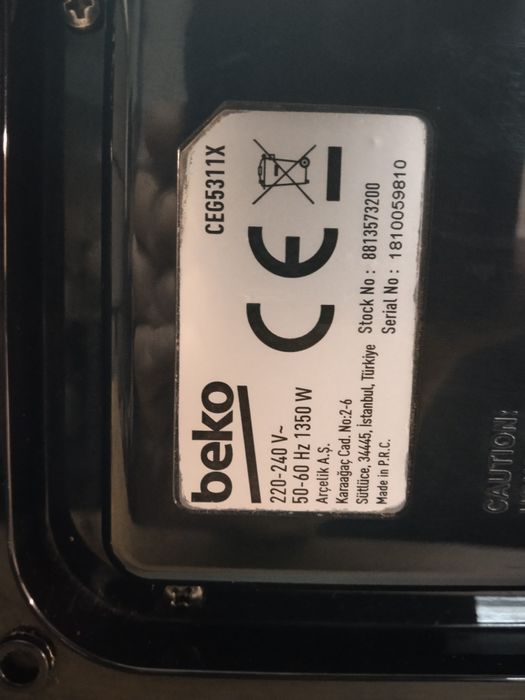 beko
CEG5311X
220-240 V~
50-60 Hz 1350 W
Arçelik A.Ş.
Karaağaç Cad. No:2-6
Sütlüce, 34445, İstanbul, Türkiye
Made in P.R.C.
CE
Stock No : 8813573200
Serial No : 1810059810
CAUTION: